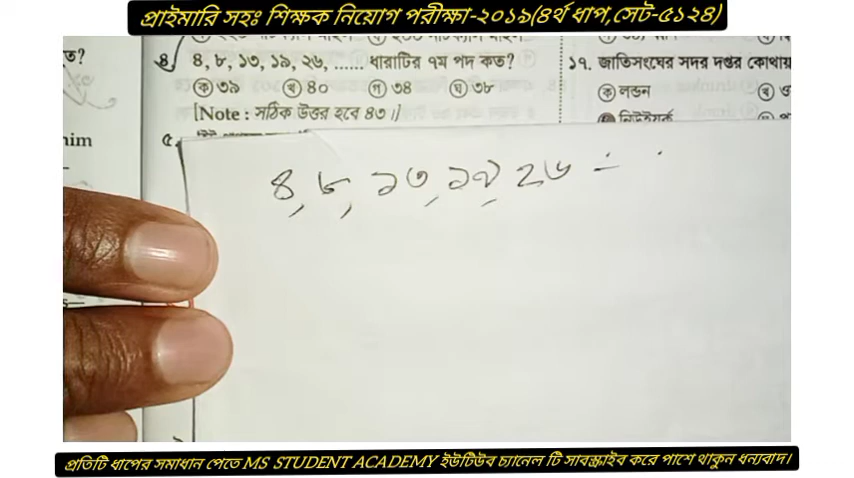 প্রাইমারি সহঃ শিক্ষক নিয়োগ পরীক্ষা-২০১৯(৪র্থ ধাপ,সেট-৫১২৪)
ত?
৪. ৪, ৮, ১৩, ১৯, ২৬, ...... ধারাটির ৭ম পদ কত?
ক ৩৯ খ ৪০ গ ৩৪ ঘ ৩৮
[Note : সঠিক উত্তর হবে ৪৩।]
nim
৫.
১৭. জাতিসংঘের সদর দপ্তর কোথায়
ক লন্ডন খ
নিউইয়র্ক
৪, ৮, ১৩, ১৯, ২৬
প্রতিটি ধাপের সমাধান পেতে MS STUDENT ACADEMY ইউটিউব চ্যানেল টি সাবস্ক্রাইব করে পাশে থাকুন ধন্যবাদ।